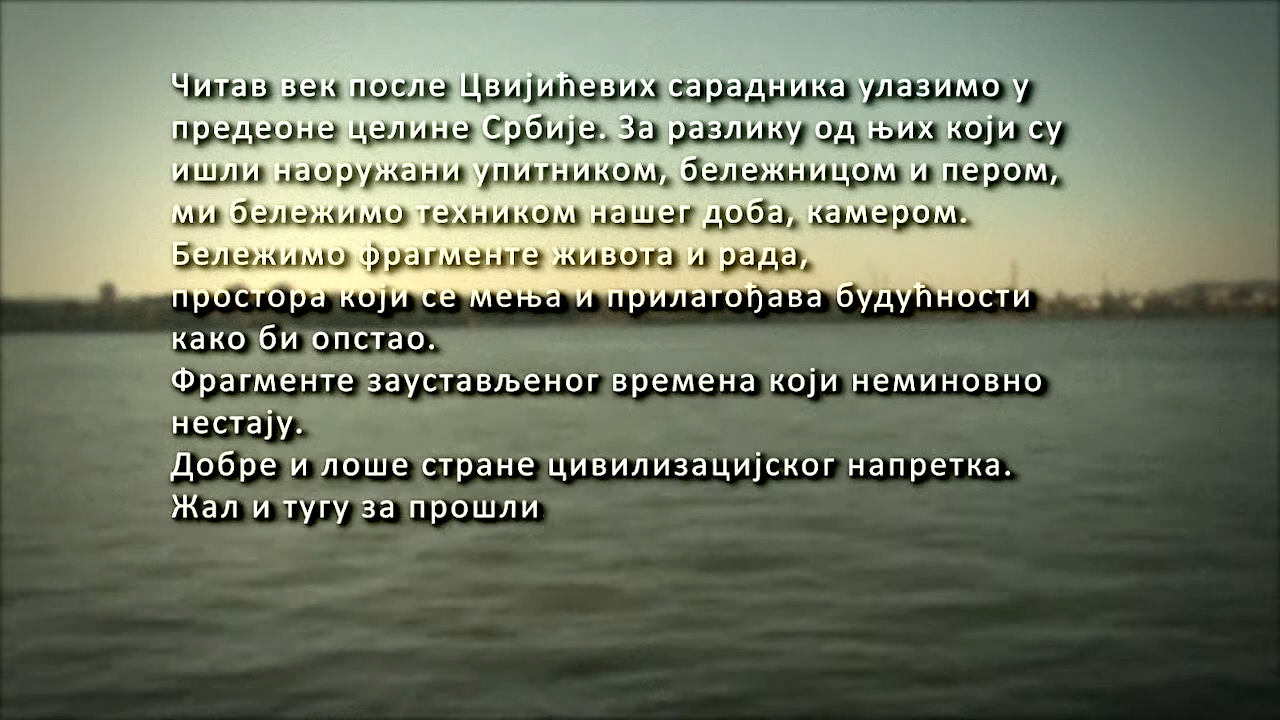 Читав век после Цвијићевих сарадника улазимо у
предеоне целине Србије. За разлику од њих који су
ишли наоружани упитником, бележницом и пером,
ми бележимо техником нашег доба, камером.
Бележимо фрагменте живота и рада,
простора који се мења и прилагођава будућности
како би опстао.
Фрагменте заустављеног времена који неминовно
нестају.
Добре и лоше стране цивилизацијског напретка.
Жал и тугу за прошли